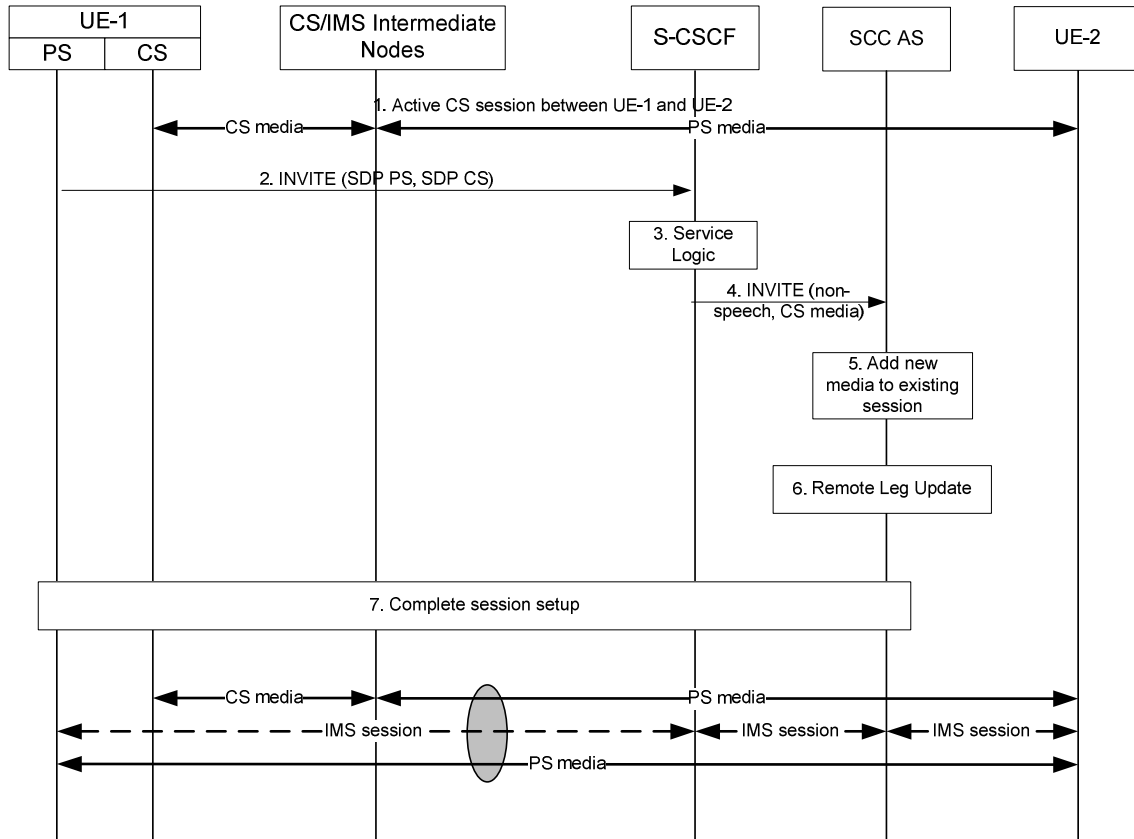 UE-1
PS
CS
CS/IMS Intermediate
Nodes
S-CSCF
SCC AS
UE-2
1. Active CS session between UE-1 and UE-2
CS media
PS media
2. INVITE (SDP PS, SDP CS)
3. Service
Logic
4. INVITE (non-
speech, CS media)
5. Add new
media to existing
session
6. Remote Leg Update
7. Complete session setup
CS media
PS media
IMS session
IMS session
IMS session
PS media